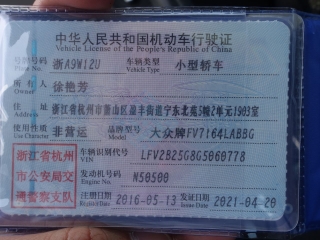 中华人民共和国机动车行驶证
Vehicle License of the People's Republic of China
号牌号码 浙A9W12U 车辆类型 小型轿车
Plate No. Vehicle Type
所有人 徐艳芳
Owner
住址 浙江省杭州市萧山区盈丰街道宁东北苑3幢2单元1903室
Address
使用性质 非营运 品牌型号 大众牌FV7164LABBG
Use Character Model
浙江省杭州市公安局交通警察支队
车辆识别代号 LFV2B25G8G5060778
VIN
发动机号码 N50500
Engine No.
注册日期 2016-05-13 发证日期 2021-04-20
Register Date Issue Date